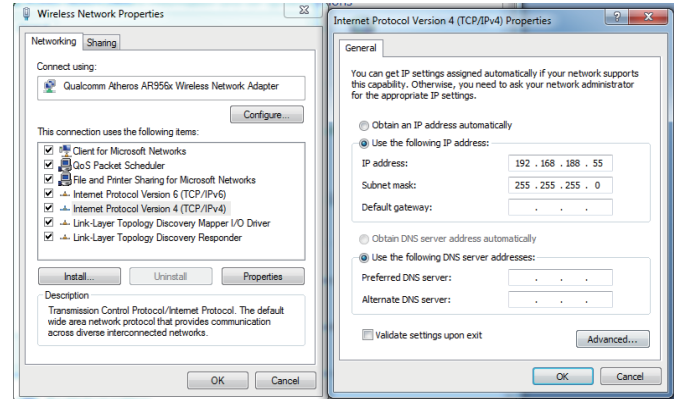 Wireless Network Properties
Networking
Sharing
Connect using:
Qualcomm Atheros AR956x Wireless Network Adapter
Configure...
This connection uses the following items:
Client for Microsoft Networks
QoS Packet Scheduler
File and Printer Sharing for Microsoft Networks
Internet Protocol Version 6 (TCP/IPv6)
Internet Protocol Version 4 (TCP/IPv4)
Link-Layer Topology Discovery Mapper I/O Driver
Link-Layer Topology Discovery Responder
Install...
Uninstall
Properties
Description
Transmission Control Protocol/Internet Protocol. The default
wide area network protocol that provides communication
across diverse interconnected networks.
OK
Cancel
Internet Protocol Version 4 (TCP/IPv4) Properties
General
You can get IP settings assigned automatically if your network supports
this capability. Otherwise, you need to ask your network administrator
for the appropriate IP settings.
Obtain an IP address automatically
Use the following IP address:
IP address: 192 . 168 . 188 . 55
Subnet mask: 255 . 255 . 255 . 0
Default gateway: . . .
Obtain DNS server address automatically
Use the following DNS server addresses:
Preferred DNS server: . . .
Alternate DNS server: . . .
Validate settings upon exit
Advanced...
OK
Cancel